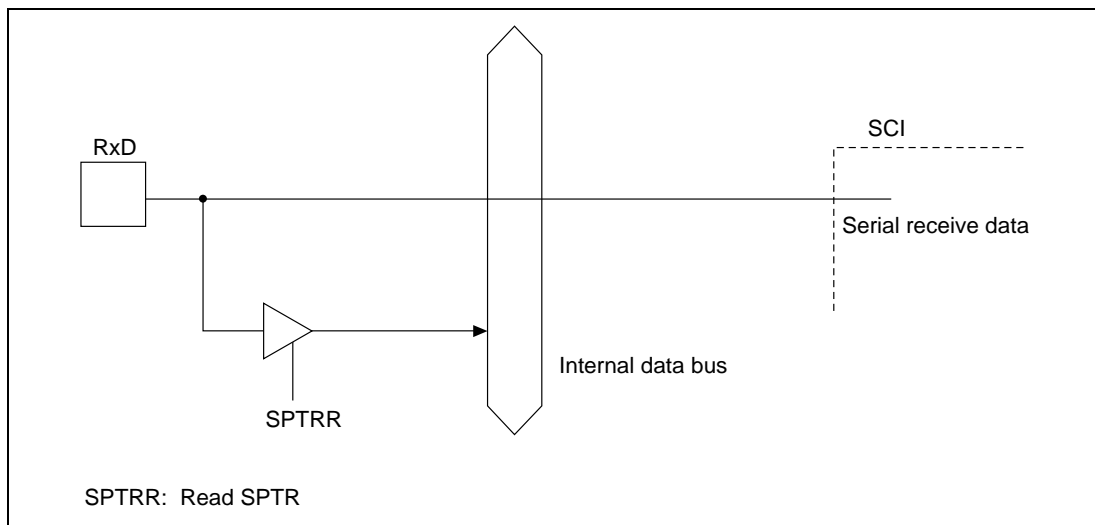 SCI
RxD
Serial receive data
Internal data bus
SPTRR
SPTRR: Read SPTR